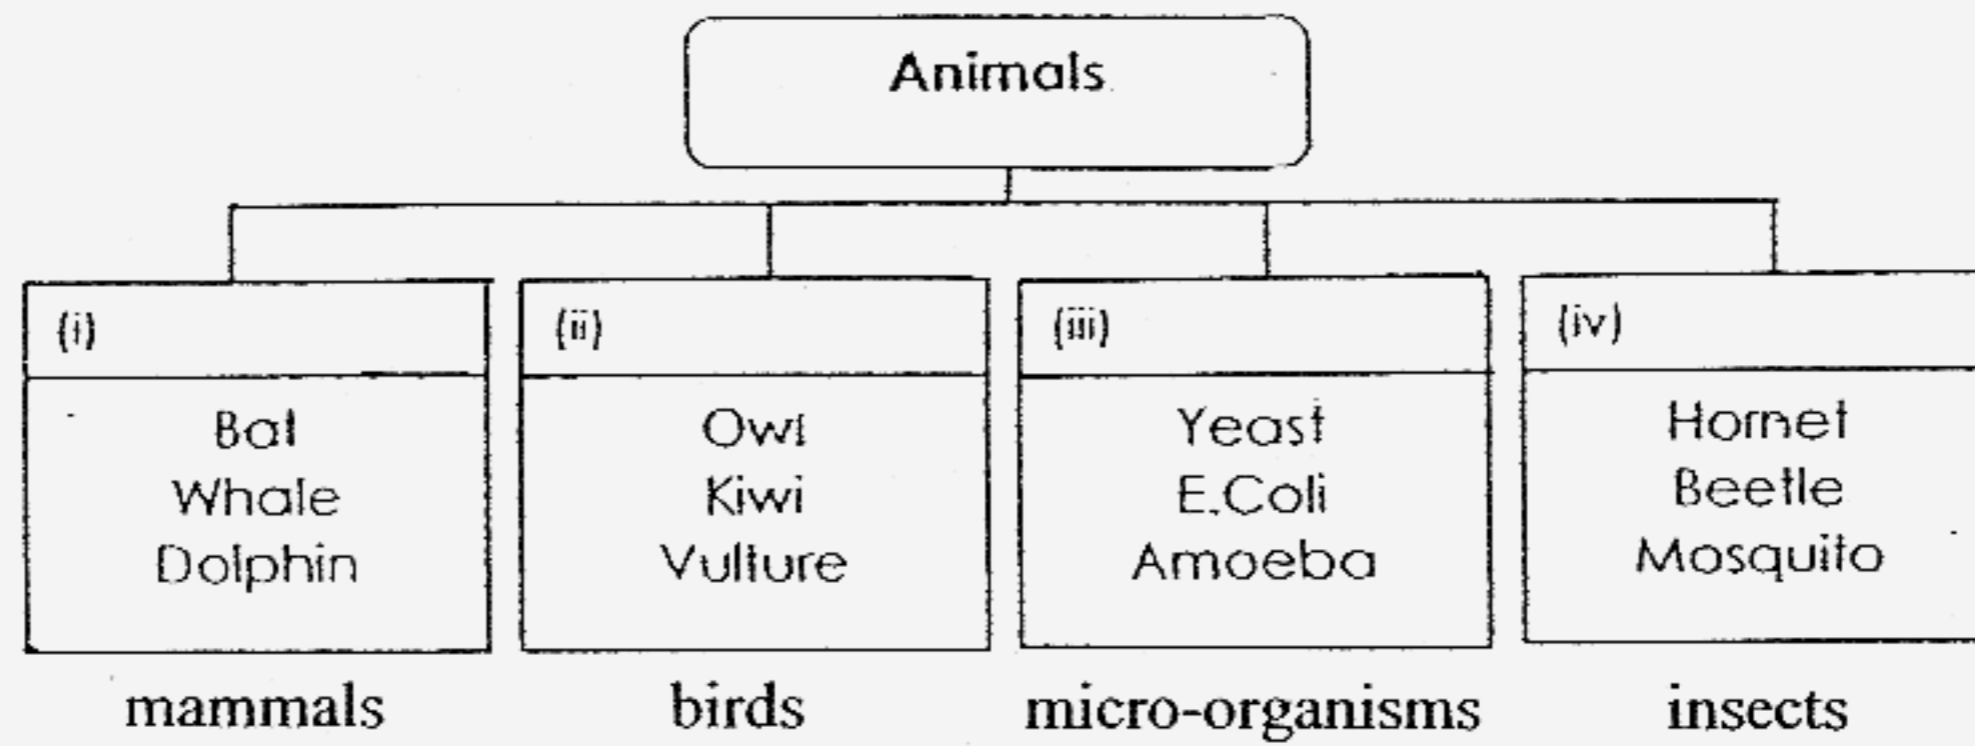 Animals
(i)
Bat
Whale
Dolphin
mammals
(ii)
Owl
Kiwi
Vulture
birds
(iii)
Yeast
E.Coli
Amoeba
micro-organisms
(iv)
Hornet
Beetle
Mosquito
insects